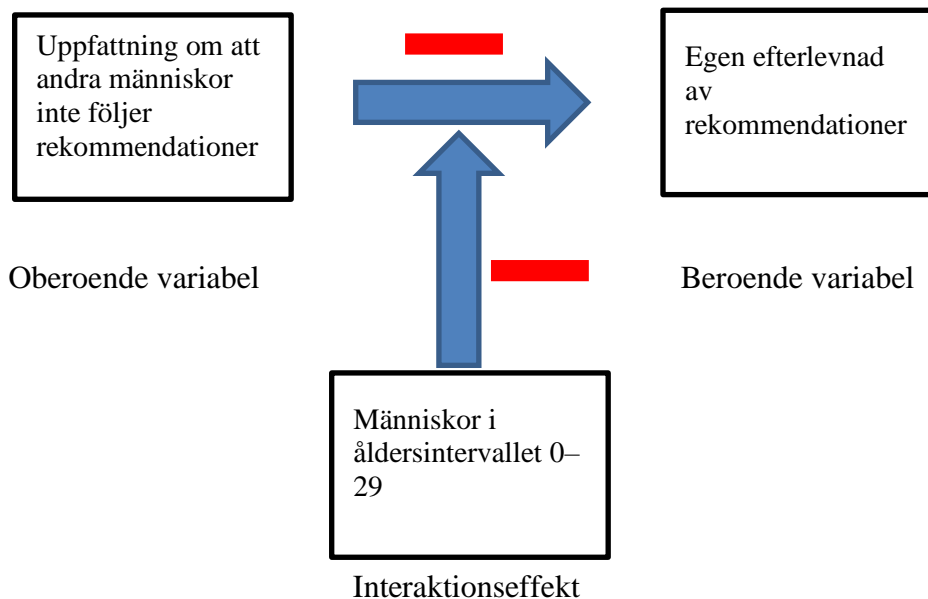 Uppfattning om att
andra människor
inte följer
rekommendationer
Egen efterlevnad
av
rekommendationer
Oberoende variabel
Beroende variabel
Människor i
åldersintervallet 0–
29
Interaktionseffekt